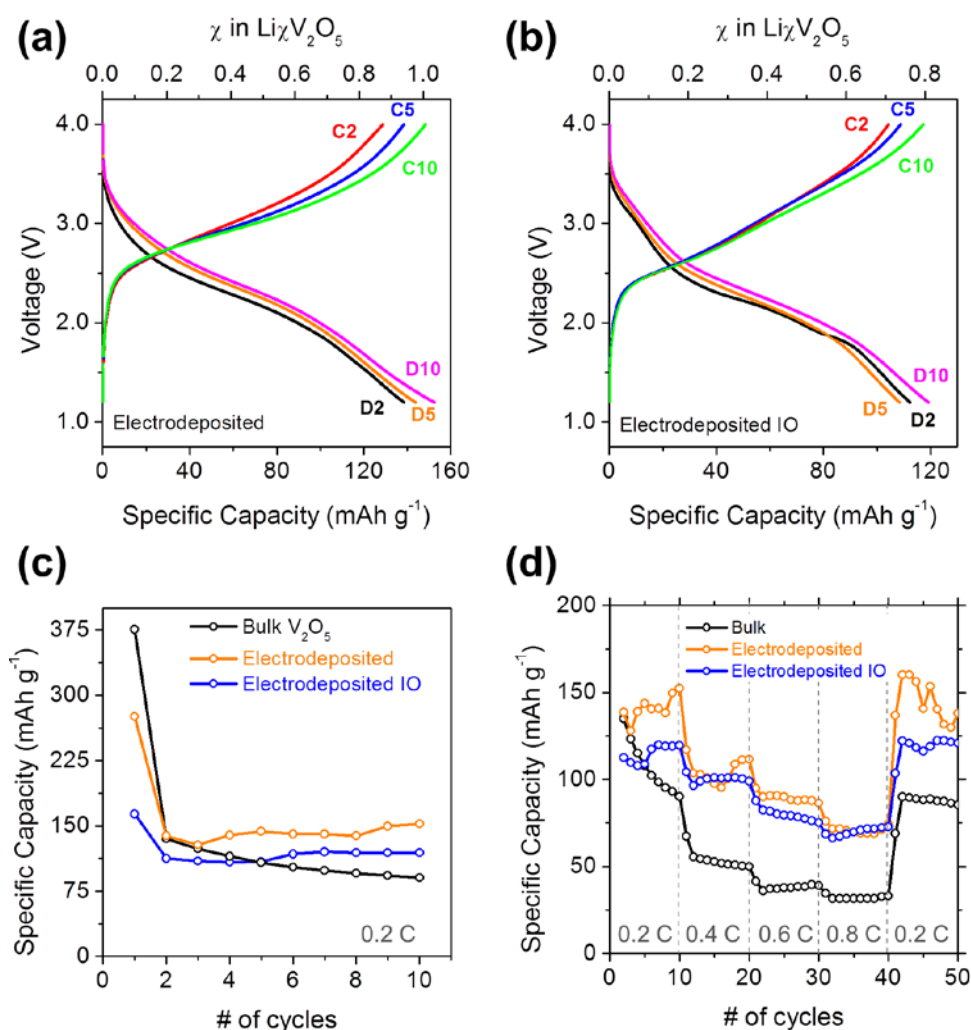 (a)
χ in LiχV₂O₅
0.0 0.2 0.4 0.6 0.8 1.0
Voltage (V)
4.0
3.0
2.0
1.0
C2
C5
C10
D10
D5
D2
Electrodeposited
0 40 80 120 160
Specific Capacity (mAh g⁻¹)
(b)
χ in LiχV₂O₅
0.0 0.2 0.4 0.6 0.8
Voltage (V)
4.0
3.0
2.0
1.0
C2
C5
C10
D10
D5
D2
Electrodeposited IO
0 40 80 120
Specific Capacity (mAh g⁻¹)
(c)
Specific Capacity (mAh g⁻¹)
375
300
225
150
75
0
Bulk V₂O₅
Electrodeposited
Electrodeposited IO
0.2 C
0 2 4 6 8 10
# of cycles
(d)
Specific Capacity (mAh g⁻¹)
200
150
100
50
0
Bulk
Electrodeposited
Electrodeposited IO
0.2 C 0.4 C 0.6 C 0.8 C 0.2 C
0 10 20 30 40 50
# of cycles